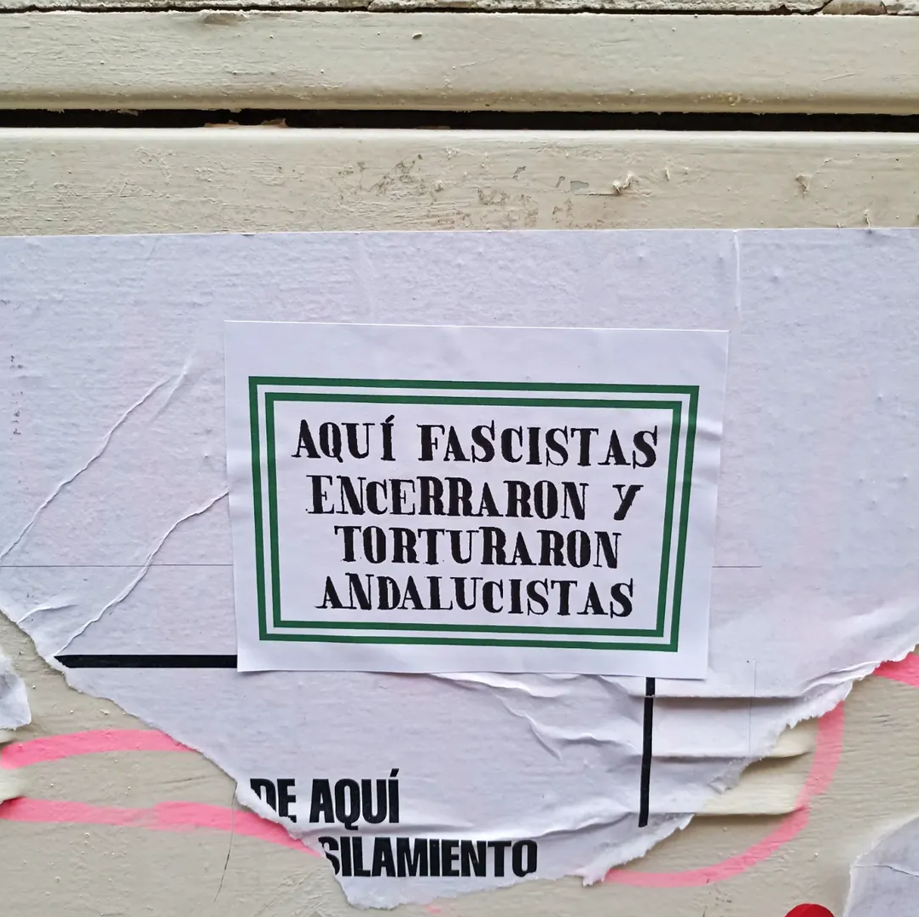 AQUÍ FASCISTAS
ENCERRARON Y
TORTURARON
ANDALUCISTAS
DE AQUÍ
SILAMIENTO